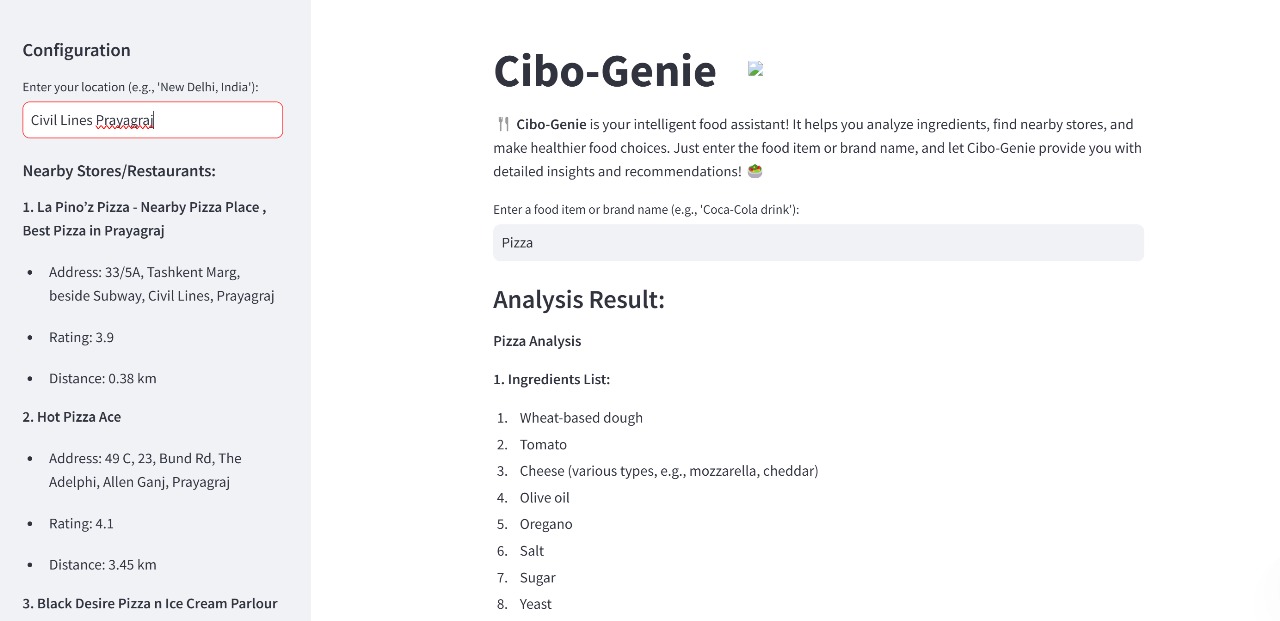 Configuration
Enter your location (e.g., 'New Delhi, India'):
Civil Lines Prayagraj
Nearby Stores/Restaurants:
1. La Pino’z Pizza - Nearby Pizza Place ,
Best Pizza in Prayagraj
• Address: 33/5A, Tashkent Marg,
beside Subway, Civil Lines, Prayagraj
• Rating: 3.9
• Distance: 0.38 km
2. Hot Pizza Ace
• Address: 49 C, 23, Bund Rd, The
Adelphi, Allen Ganj, Prayagraj
• Rating: 4.1
• Distance: 3.45 km
3. Black Desire Pizza n Ice Cream Parlour
Cibo-Genie
🍴 Cibo-Genie is your intelligent food assistant! It helps you analyze ingredients, find nearby stores, and
make healthier food choices. Just enter the food item or brand name, and let Cibo-Genie provide you with
detailed insights and recommendations! 🥗
Enter a food item or brand name (e.g., 'Coca-Cola drink'):
Pizza
Analysis Result:
Pizza Analysis
1. Ingredients List:
1. Wheat-based dough
2. Tomato
3. Cheese (various types, e.g., mozzarella, cheddar)
4. Olive oil
5. Oregano
6. Salt
7. Sugar
8. Yeast